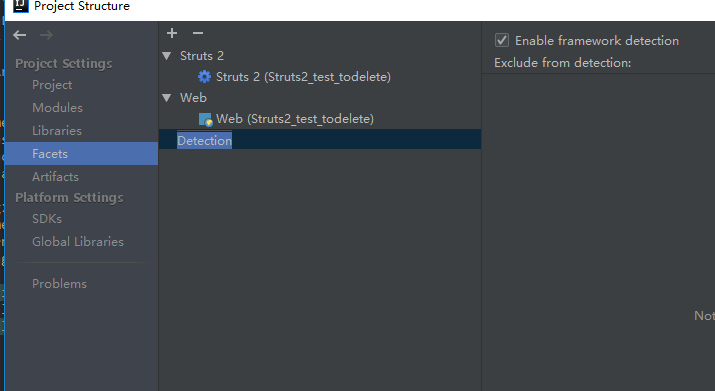 Project Structure
Project Settings
Project
Modules
Libraries
Facets
Artifacts
Platform Settings
SDKs
Global Libraries
Problems
Struts 2
Struts 2 (Struts2_test_todelete)
Web
Web (Struts2_test_todelete)
Detection
Enable framework detection
Exclude from detection:
Not